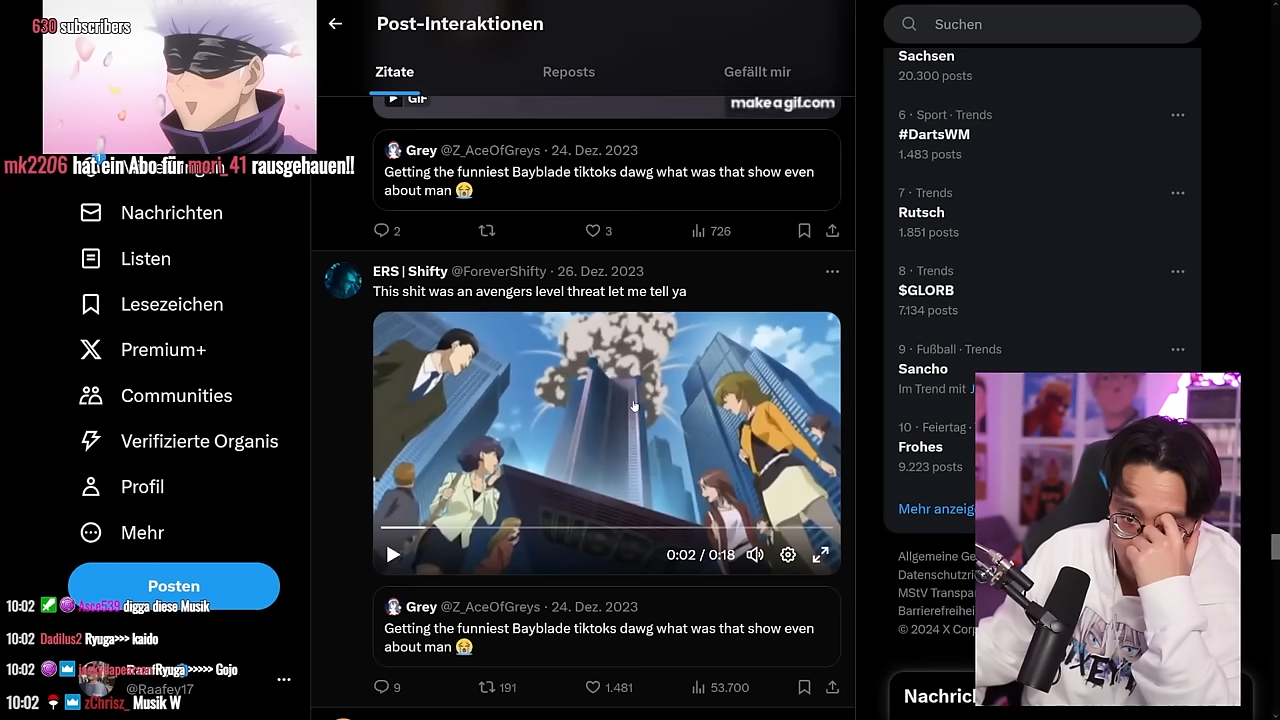 630 subscribers
mk2206 hat ein Abo für mori_41 rausgehauen!!
Nachrichten
Listen
Lesezeichen
Premium+
Communities
Verifizierte Organis
Profil
Mehr
Posten
10:02 Asce539 digga diese Musik
10:02 Dadilus2 Ryuga>>> kaido
10:02 Ryuga>>>>> Gojo
@Raafey17
10:02 zChrisz_ Musik W
Post-Interaktionen
Zitate
Reposts
Gefällt mir
GIF
makeagif.com
Grey @Z_AceOfGreys · 24. Dez. 2023
Getting the funniest Bayblade tiktoks dawg what was that show even
about man 😭
2
3
726
ERS | Shifty @ForeverShifty · 26. Dez. 2023
This shit was an avengers level threat let me tell ya
0:02 / 0:18
Grey @Z_AceOfGreys · 24. Dez. 2023
Getting the funniest Bayblade tiktoks dawg what was that show even
about man 😭
9
191
1.481
53.700
Suchen
Sachsen
20.300 posts
6 · Sport · Trends
#DartsWM
1.483 posts
7 · Trends
Rutsch
1.851 posts
8 · Trends
$GLORB
7.134 posts
9 · Fußball · Trends
Sancho
Im Trend mit J
10 · Feiertag ·
Frohes
9.223 posts
Mehr anzeig
Allgemeine Ge
Datenschutzri
MStV Transpa
Barrierefreihei
© 2024 X Corp
Nachric